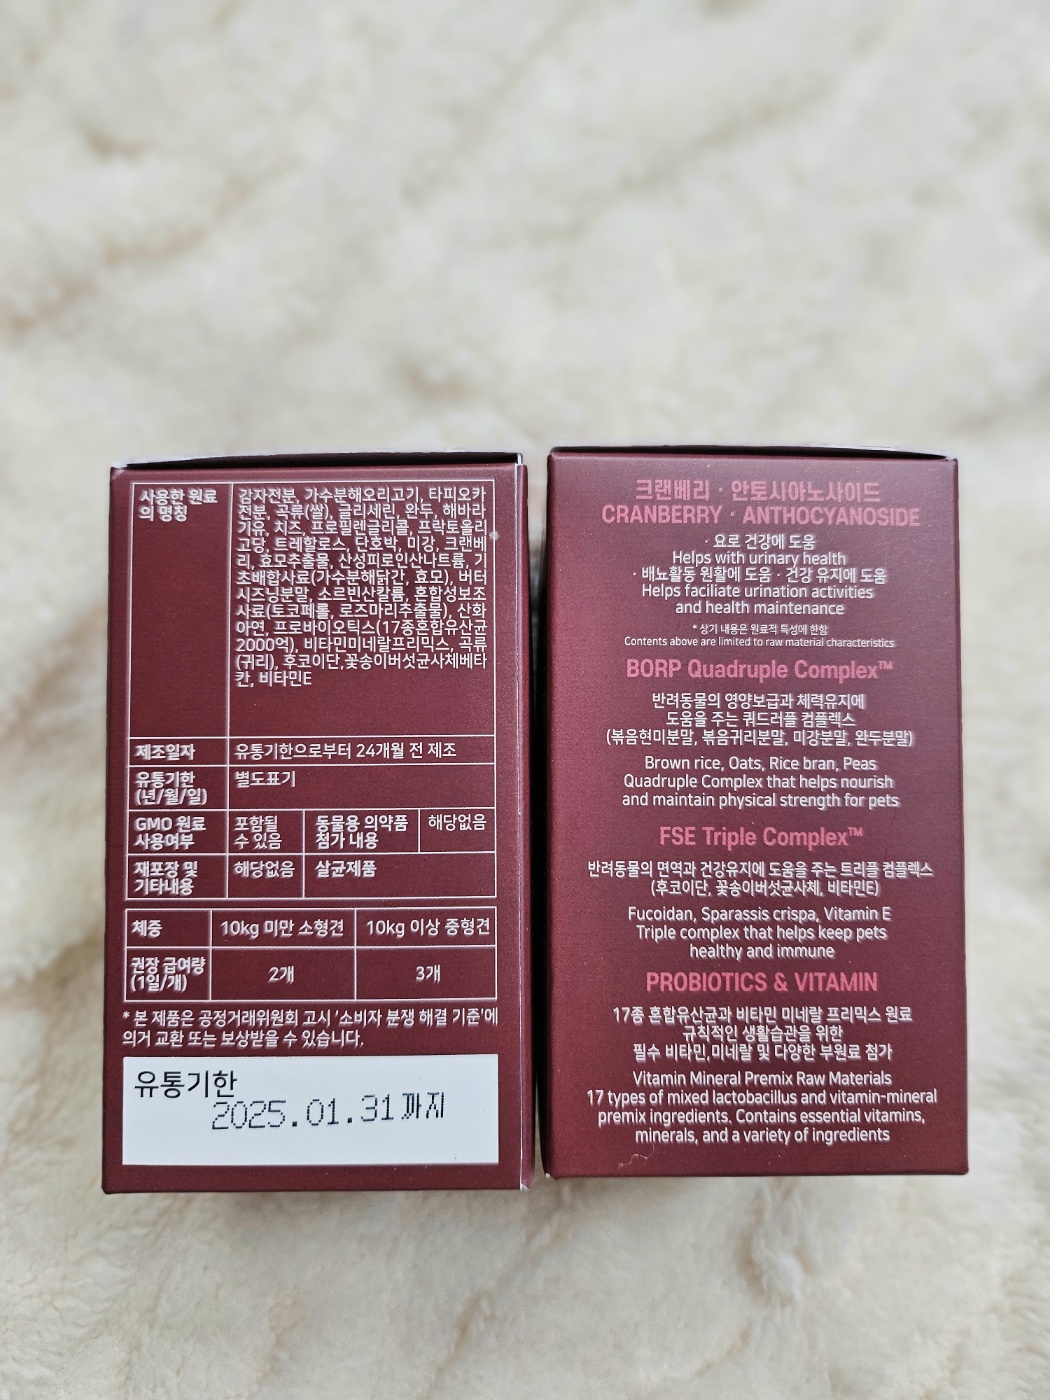 사용한 원료
의 명칭
감자전분, 가수분해오리고기, 타피오카
전분, 곡류(쌀), 글리세린, 완두, 해바라
기유, 치즈, 프로필렌글리콜, 프락토올리
고당, 트레할로스, 단호박, 미강, 크랜베
리, 효모추출물, 산성피로인산나트륨, 기
초배합사료(가수분해닭간, 효모), 버터
시즈닝분말, 소르빈산칼륨, 혼합성보조
사료(토코페롤, 로즈마리추출물), 산화
아연, 프로바이오틱스(17종혼합유산균
2000억), 비타민미네랄프리믹스, 곡류
(귀리), 후코이단,꽃송이버섯균사체베타
칸, 비타민E
제조일자
유통기한으로부터 24개월 전 제조
유통기한
(년/월/일)
별도표기
GMO 원료
사용여부
포함될
수 있음
동물용 의약품
첨가 내용
해당없음
재포장 및
기타내용
해당없음
살균제품
체중
10kg 미만 소형견
10kg 이상 중형견
권장 급여량
(1일/개)
2개
3개
* 본 제품은 공정거래위원회 고시 '소비자 분쟁 해결 기준'에
의거 교환 또는 보상받을 수 있습니다.
유통기한
2025.01.31까지
크랜베리 · 안토시아노사이드
CRANBERRY · ANTHOCYANOSIDE
· 요로 건강에 도움
Helps with urinary health
· 배뇨활동 원활에 도움 · 건강 유지에 도움
Helps faciliate urination activities
and health maintenance
* 상기 내용은 원료적 특성에 한함
Contents above are limited to raw material characteristics
BORP Quadruple Complex™
반려동물의 영양보급과 체력유지에
도움을 주는 쿼드러플 컴플렉스
(볶음현미분말, 볶음귀리분말, 미강분말, 완두분말)
Brown rice, Oats, Rice bran, Peas
Quadruple Complex that helps nourish
and maintain physical strength for pets
FSE Triple Complex™
반려동물의 면역과 건강유지에 도움을 주는 트리플 컴플렉스
(후코이단, 꽃송이버섯균사체, 비타민E)
Fucoidan, Sparassis crispa, Vitamin E
Triple complex that helps keep pets
healthy and immune
PROBIOTICS & VITAMIN
17종 혼합유산균과 비타민 미네랄 프리믹스 원료
규칙적인 생활습관을 위한
필수 비타민,미네랄 및 다양한 부원료 첨가
Vitamin Mineral Premix Raw Materials
17 types of mixed lactobacillus and vitamin-mineral
premix ingredients. Contains essential vitamins,
minerals, and a variety of ingredients